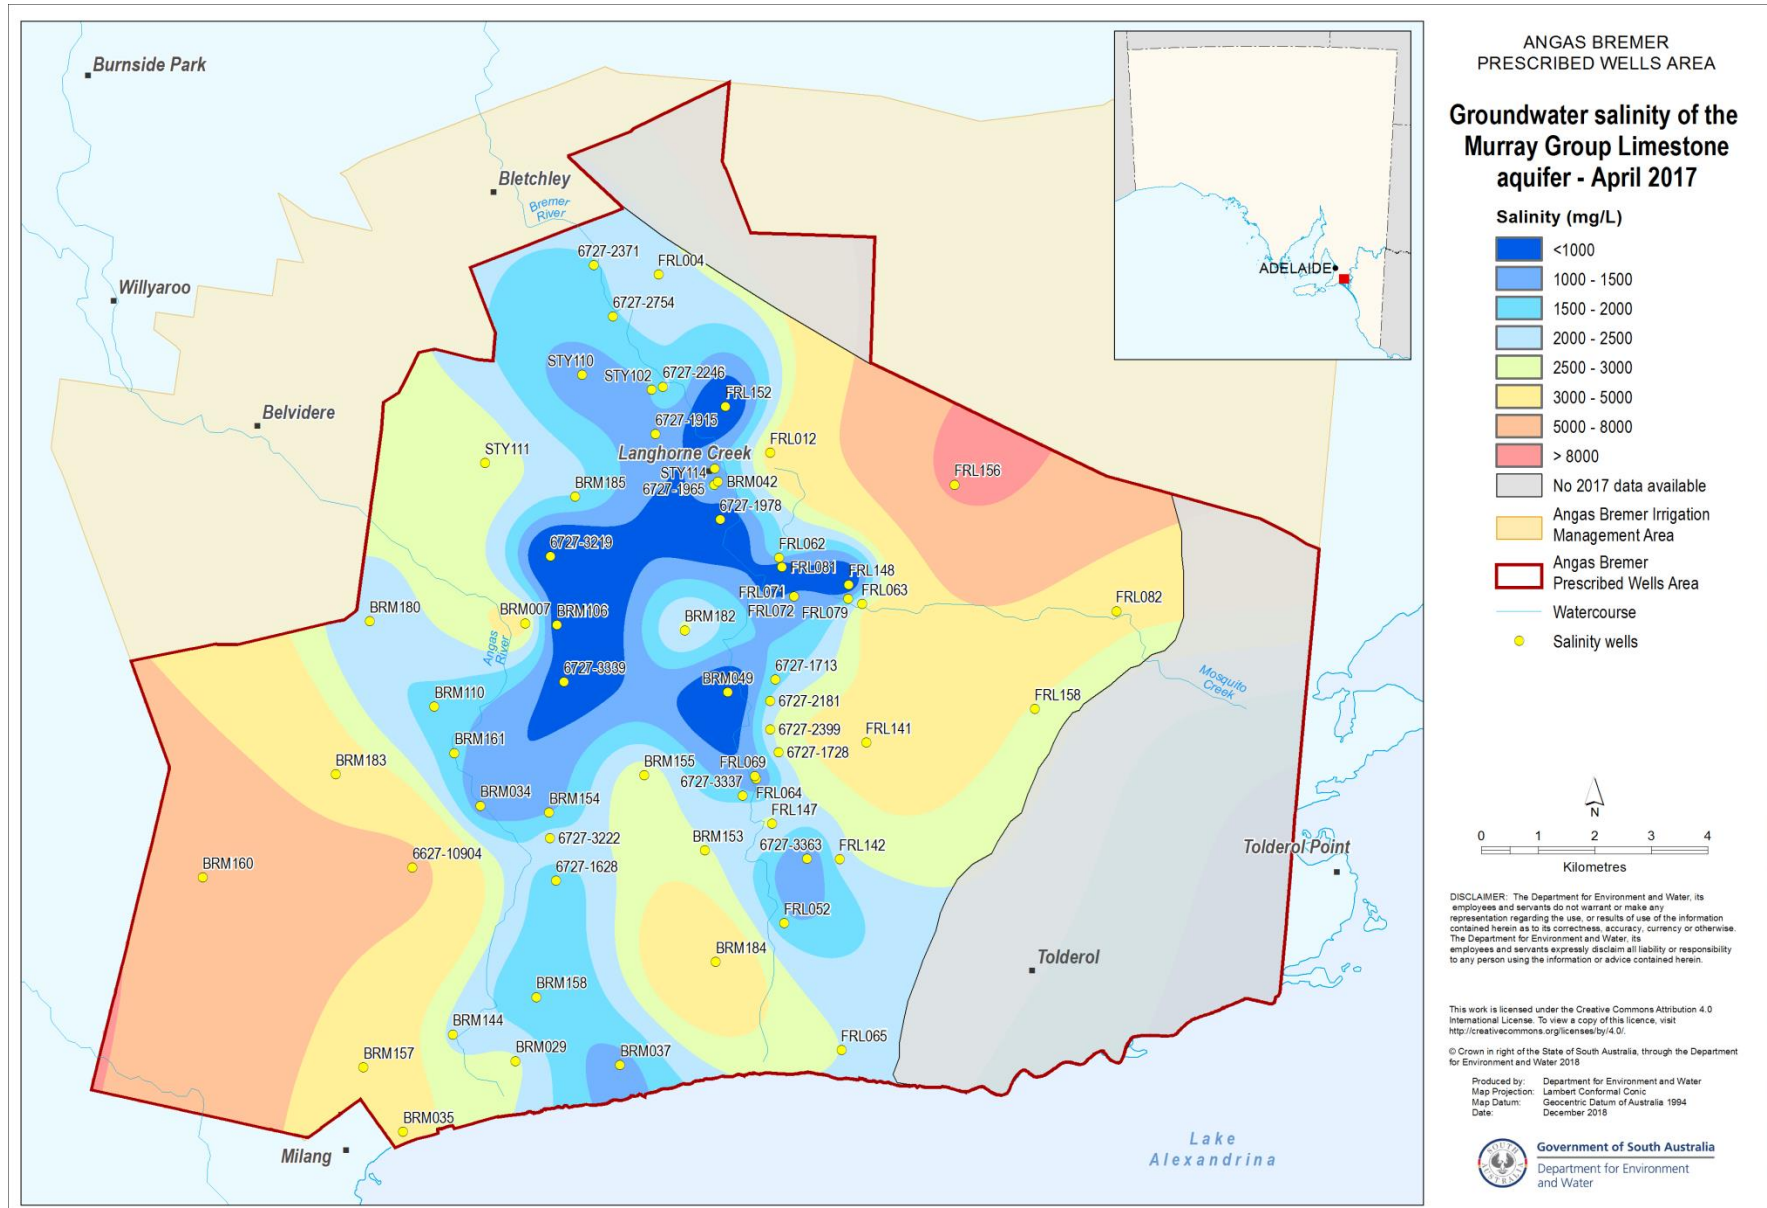 Burnside Park
Bletchley
Bremer
River
Willyaroo
Belvidere
6727-2371
FRL004
6727-2754
STY110
STY102
6727-2246
FRL152
6727-1915
FRL012
Langhorne Creek
STY111
STY114
BRM042
FRL156
BRM185
6727-1965
6727-1978
6727-3219
FRL062
FRL081
FRL148
FRL071
FRL063
FRL072
FRL079
FRL082
BRM180
BRM007
BRM106
BRM182
Angas
River
6727-3339
BRM049
6727-1713
Mosquito
Creek
BRM110
6727-2181
FRL158
6727-2399
FRL141
BRM161
6727-1728
BRM183
BRM155
FRL069
6727-3337
FRL064
BRM034
BRM154
FRL147
6727-3222
BRM153
6727-3363
FRL142
6627-10904
BRM160
6727-1628
FRL052
Tolderol Point
BRM184
Tolderol
BRM158
BRM144
FRL065
BRM029
BRM037
BRM157
BRM035
Milang
Lake
Alexandrina
ADELAIDE
ANGAS BREMER
PRESCRIBED WELLS AREA
Groundwater salinity of the
Murray Group Limestone
aquifer - April 2017
Salinity (mg/L)
<1000
1000 - 1500
1500 - 2000
2000 - 2500
2500 - 3000
3000 - 5000
5000 - 8000
> 8000
No 2017 data available
Angas Bremer Irrigation
Management Area
Angas Bremer
Prescribed Wells Area
Watercourse
Salinity wells
N
0 1 2 3 4
Kilometres
DISCLAIMER: The Department for Environment and Water, its
employees and servants do not warrant or make any
representation regarding the use, or results of use of the information
contained herein as to its correctness, accuracy, currency or otherwise.
The Department for Environment and Water, its
employees and servants expressly disclaim all liability or responsibility
to any person using the information or advice contained herein.
This work is licensed under the Creative Commons Attribution 4.0
International License. To view a copy of this licence, visit
http://creativecommons.org/licenses/by/4.0/.
© Crown in right of the State of South Australia, through the Department
for Environment and Water 2018
Produced by: Department for Environment and Water
Map Projection: Lambert Conformal Conic
Map Datum: Geocentric Datum of Australia 1994
Date: December 2018
SOUTH AUSTRALIA
Government of South Australia
Department for Environment
and Water